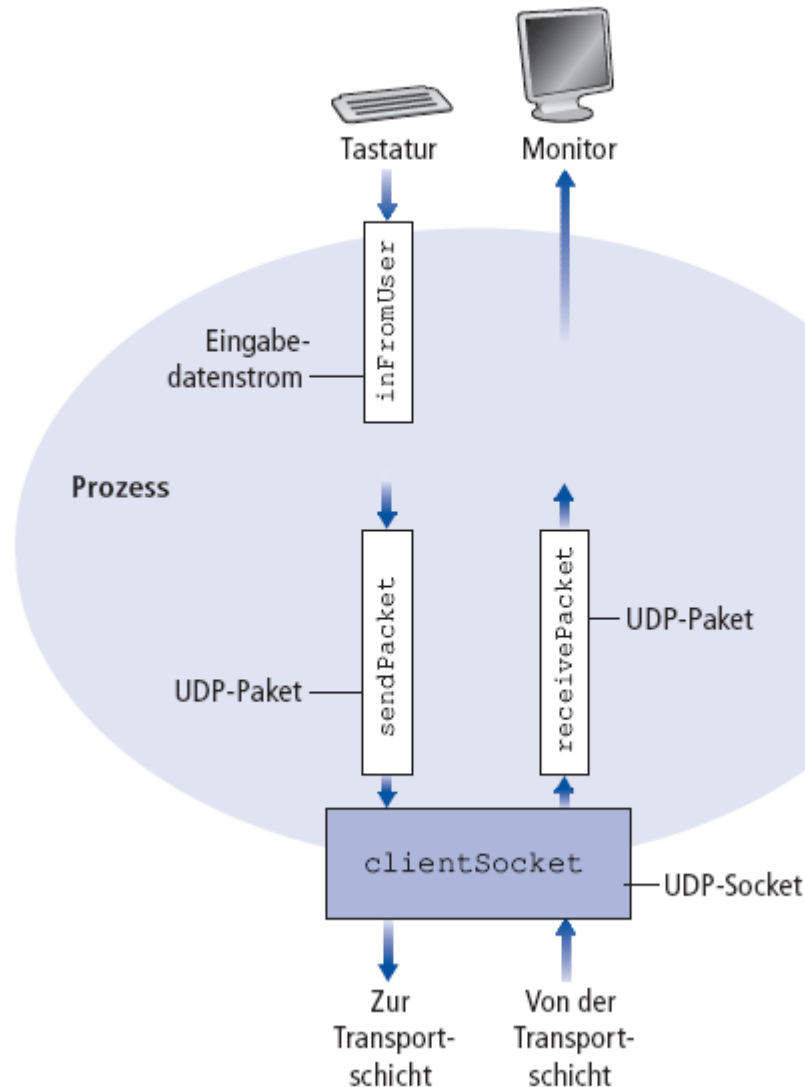 Tastatur
Monitor
inFromUser
Eingabe-
datenstrom
Prozess
sendPacket
receivePacket
UDP-Paket
UDP-Paket
clientSocket
UDP-Socket
Zur
Transport-
schicht
Von der
Transport-
schicht